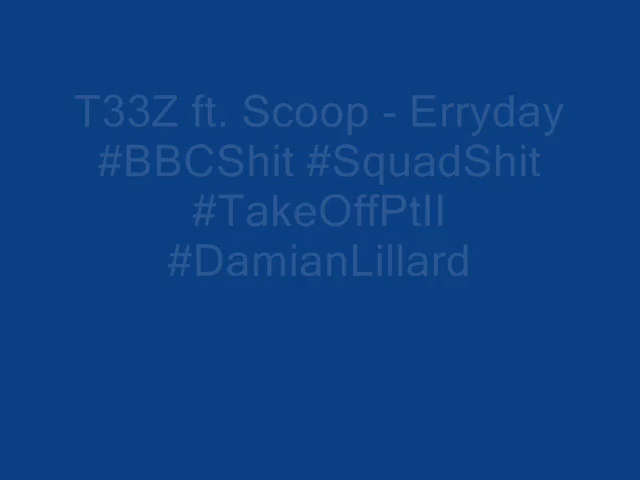 T33Z ft. Scoop - Erryday
#BBCShit #SquadShit
#TakeOffPtII
#DamianLillard